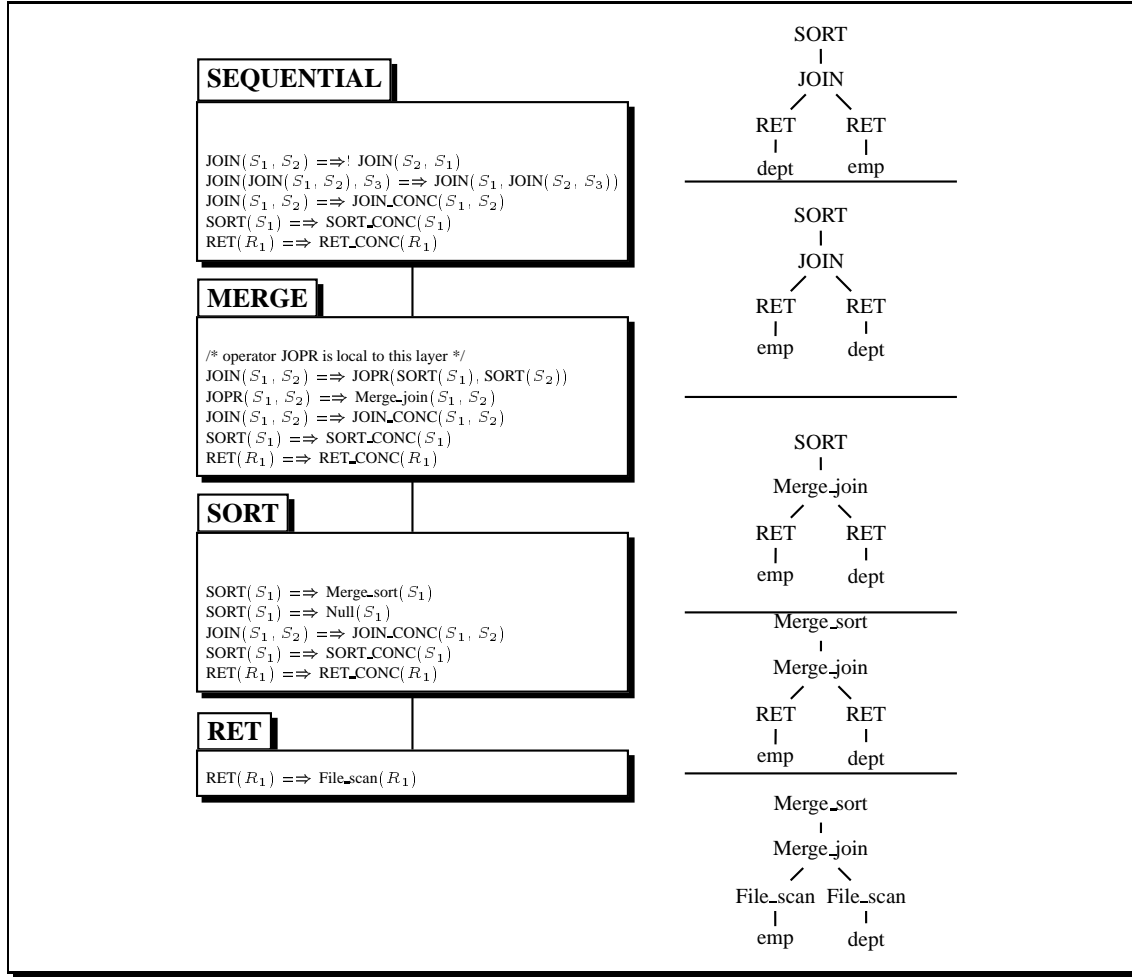 SEQUENTIAL
JOIN(S₁, S₂) ==>! JOIN(S₂, S₁)
JOIN(JOIN(S₁, S₂), S₃) ==> JOIN(S₁, JOIN(S₂, S₃))
JOIN(S₁, S₂) ==> JOIN_CONC(S₁, S₂)
SORT(S₁) ==> SORT_CONC(S₁)
RET(R₁) ==> RET_CONC(R₁)
MERGE
/* operator JOPR is local to this layer */
JOIN(S₁, S₂) ==> JOPR(SORT(S₁), SORT(S₂))
JOPR(S₁, S₂) ==> Merge_join(S₁, S₂)
JOIN(S₁, S₂) ==> JOIN_CONC(S₁, S₂)
SORT(S₁) ==> SORT_CONC(S₁)
RET(R₁) ==> RET_CONC(R₁)
SORT
SORT(S₁) ==> Merge_sort(S₁)
SORT(S₁) ==> Null(S₁)
JOIN(S₁, S₂) ==> JOIN_CONC(S₁, S₂)
SORT(S₁) ==> SORT_CONC(S₁)
RET(R₁) ==> RET_CONC(R₁)
RET
RET(R₁) ==> File_scan(R₁)
SORT
JOIN
RET RET
dept emp
SORT
JOIN
RET RET
emp dept
SORT
Merge_join
RET RET
emp dept
Merge_sort
Merge_join
RET RET
emp dept
Merge_sort
Merge_join
File_scan File_scan
emp dept